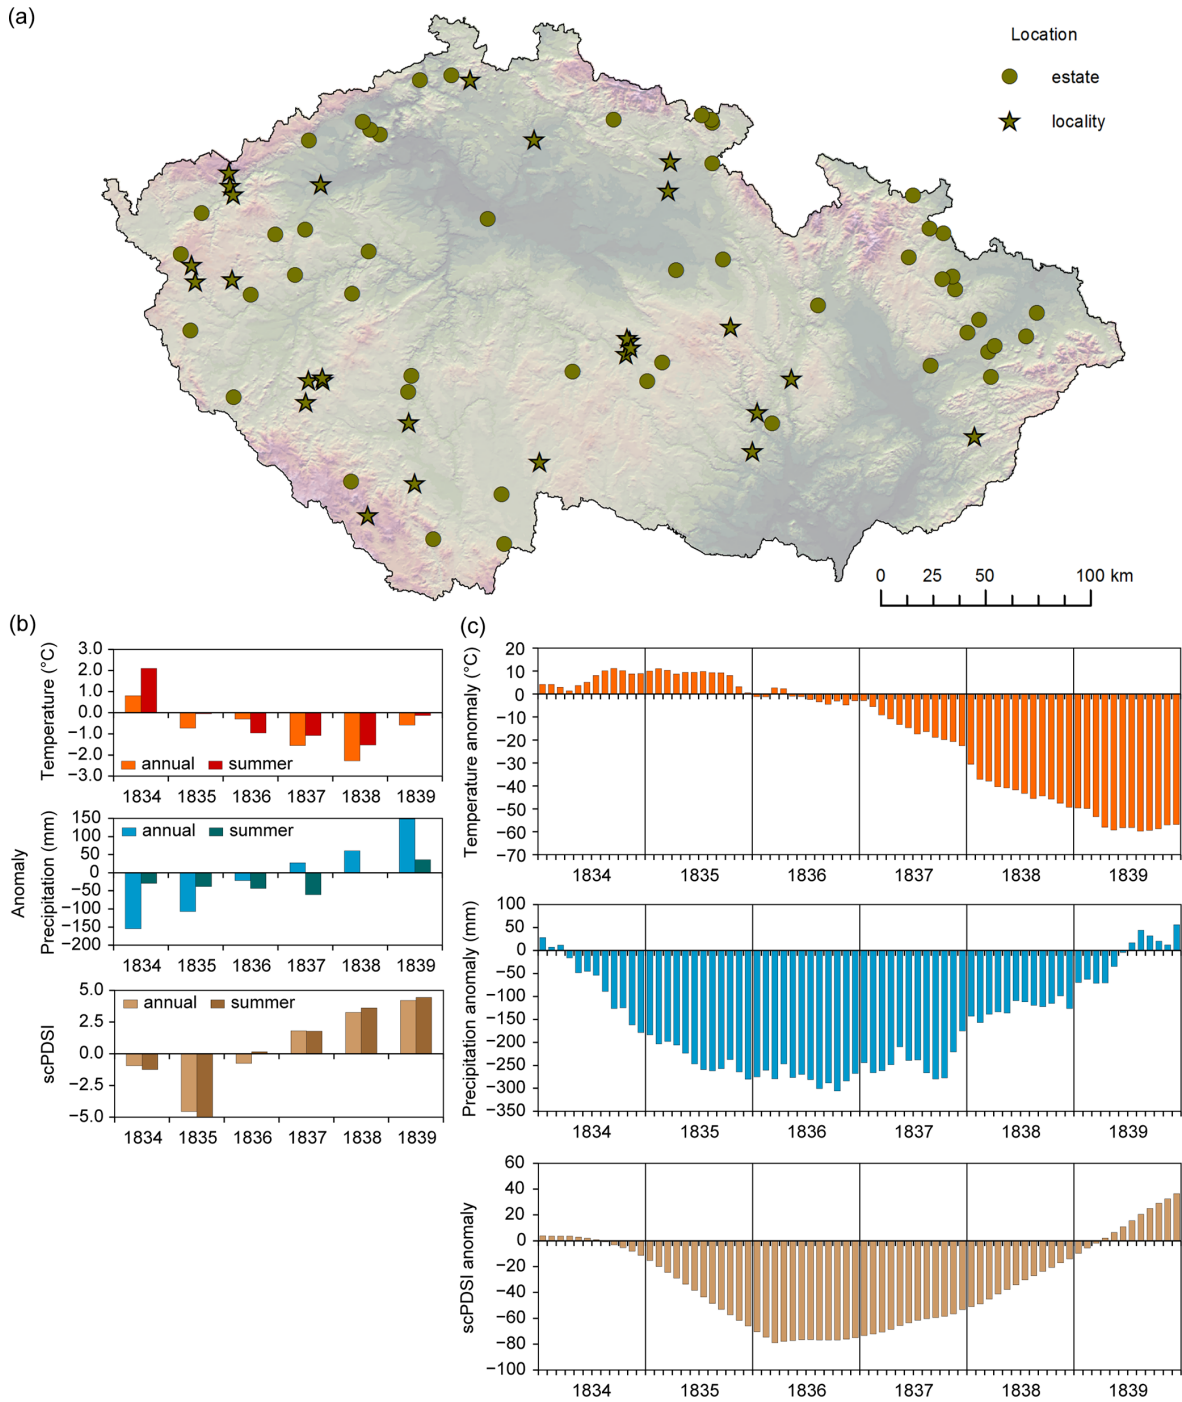 (a)
Location
estate
locality
0 25 50 100 km
(b)
Temperature (°C)
3.0
2.0
1.0
0.0
−1.0
−2.0
−3.0
annual summer
1834 1835 1836 1837 1838 1839
Anomaly
Precipitation (mm)
150
100
50
0
−50
−100
−150
−200
annual summer
1834 1835 1836 1837 1838 1839
scPDSI
5.0
2.5
0.0
−2.5
−5.0
annual summer
1834 1835 1836 1837 1838 1839
(c)
Temperature anomaly (°C)
20
10
0
−10
−20
−30
−40
−50
−60
−70
1834 1835 1836 1837 1838 1839
Precipitation anomaly (mm)
100
50
0
−50
−100
−150
−200
−250
−300
−350
1834 1835 1836 1837 1838 1839
scPDSI anomaly
60
40
20
0
−20
−40
−60
−80
−100
1834 1835 1836 1837 1838 1839